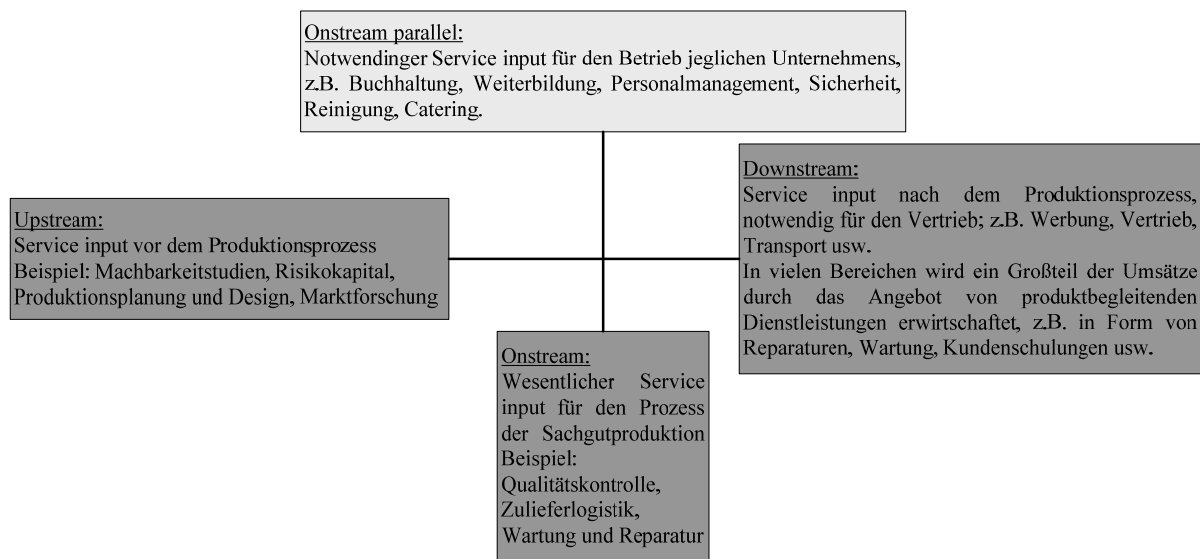 Onstream parallel:
Notwendinger Service input für den Betrieb jeglichen Unternehmens,
z.B. Buchhaltung, Weiterbildung, Personalmanagement, Sicherheit,
Reinigung, Catering.
Upstream:
Service input vor dem Produktionsprozess
Beispiel: Machbarkeitstudien, Risikokapital,
Produktionsplanung und Design, Marktforschung
Downstream:
Service input nach dem Produktionsprozess,
notwendig für den Vertrieb; z.B. Werbung, Vertrieb,
Transport usw.
In vielen Bereichen wird ein Großteil der Umsätze
durch das Angebot von produktbegleitenden
Dienstleistungen erwirtschaftet, z.B. in Form von
Reparaturen, Wartung, Kundenschulungen usw.
Onstream:
Wesentlicher Service
input für den Prozess
der Sachgutproduktion
Beispiel:
Qualitätskontrolle,
Zulieferlogistik,
Wartung und Reparatur